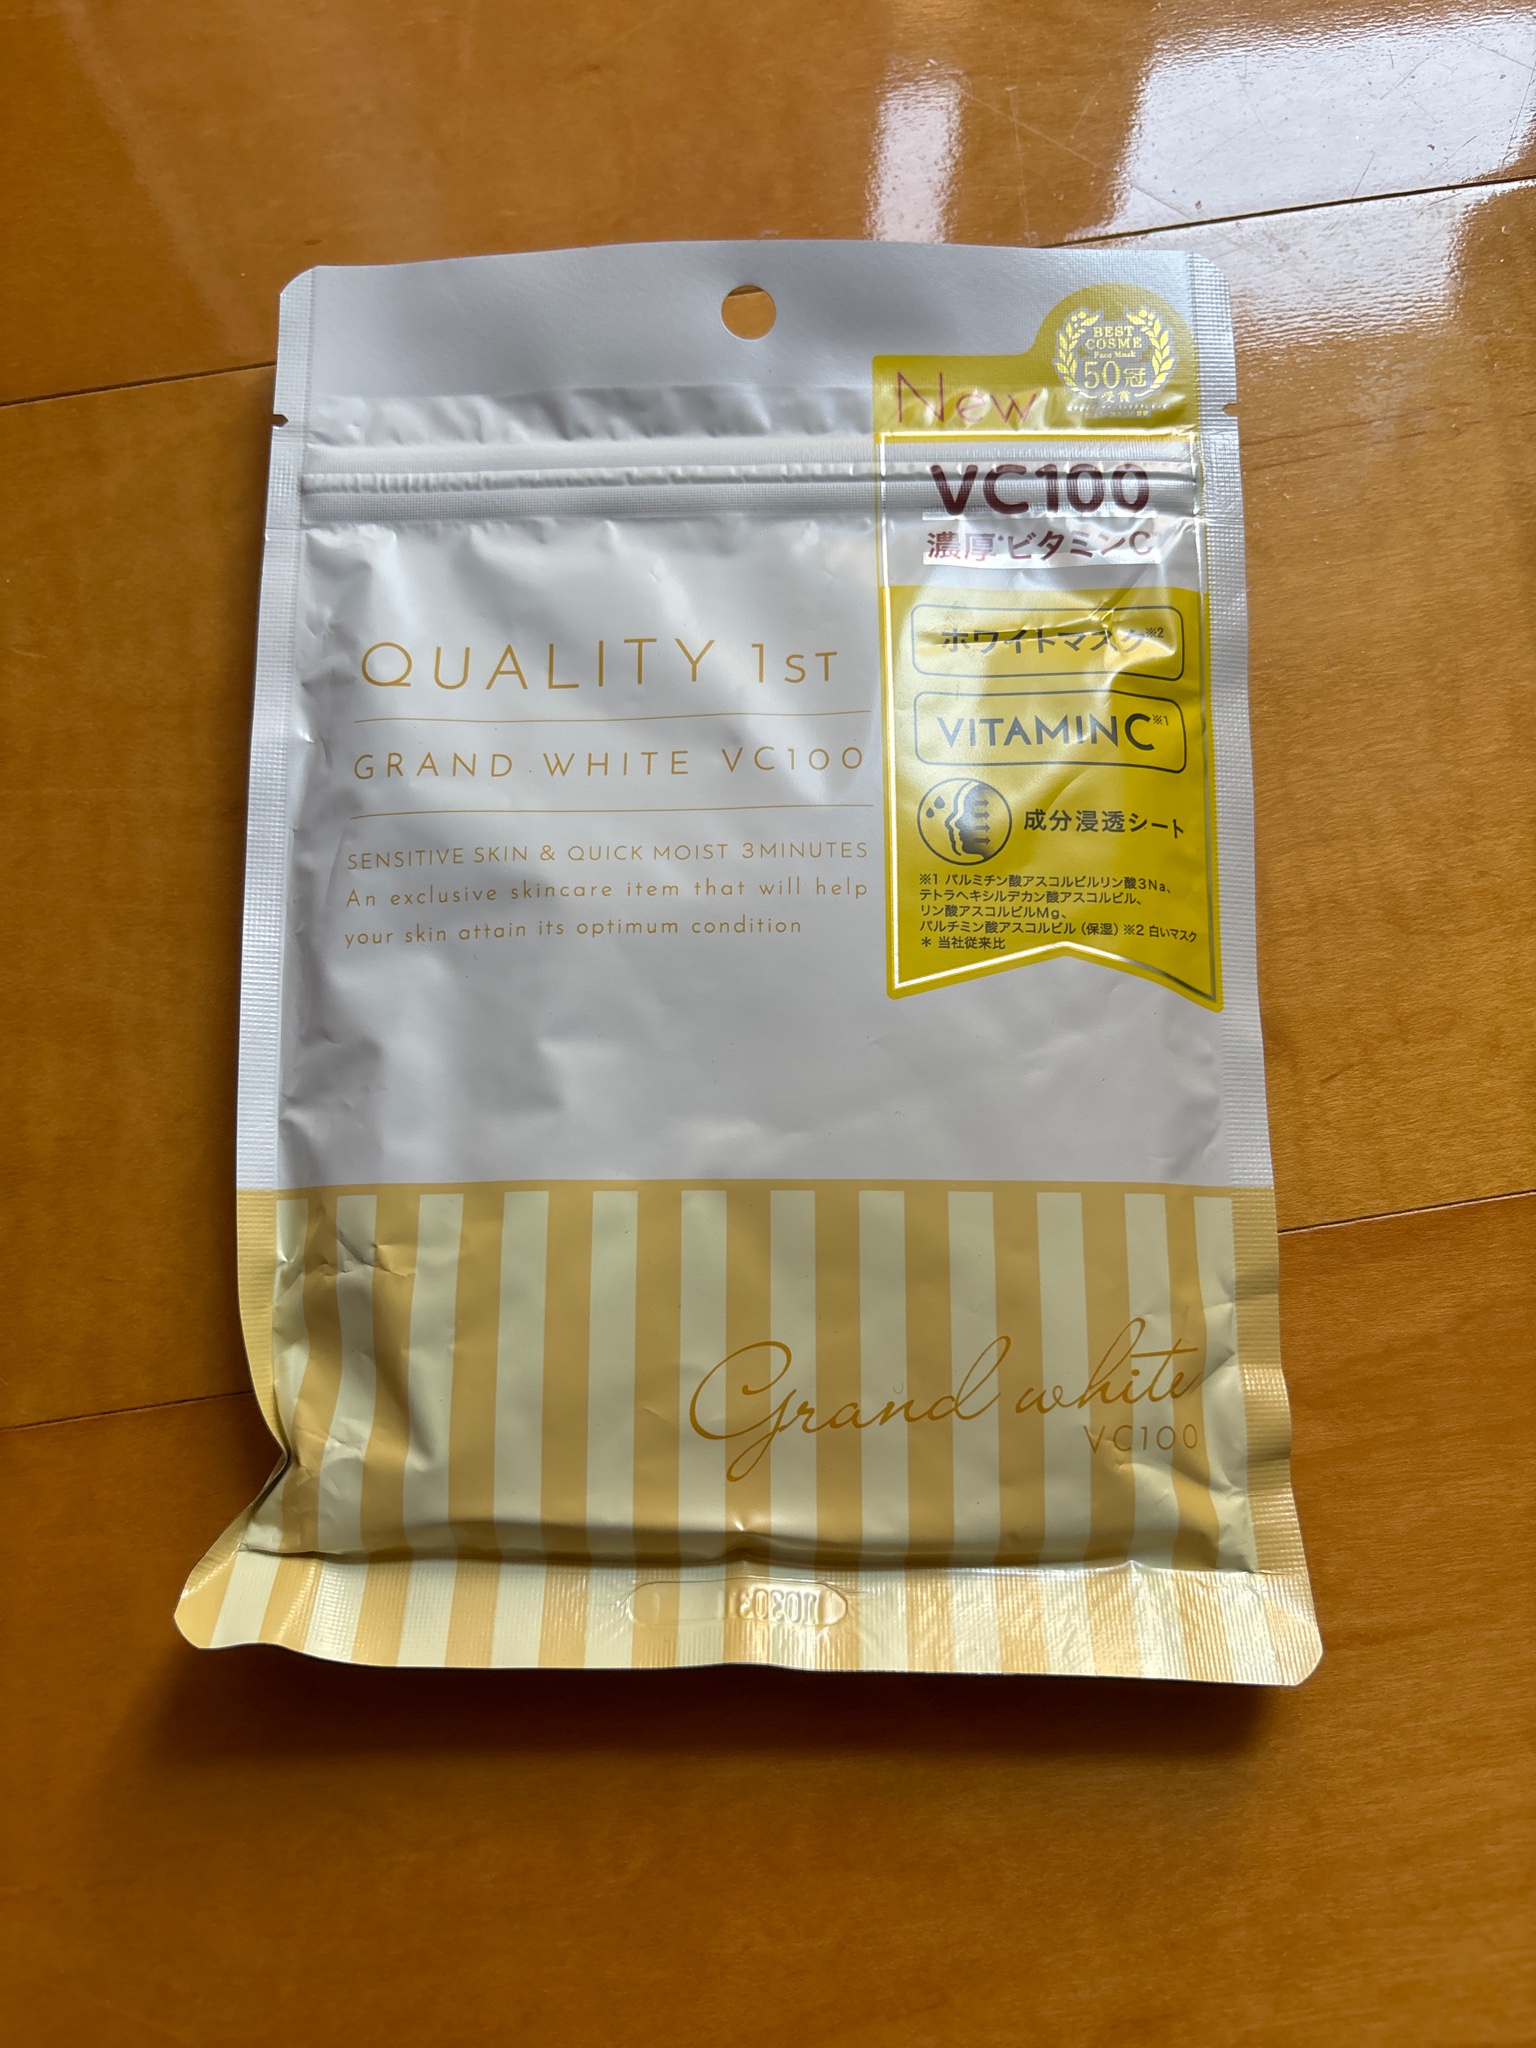 BEST
COSME
Face Mask
50冠
受賞
New
VC100
濃厚*ビタミンC
ホワイトマスク※2
VITAMIN C※1
成分浸透シート
※1 パルミチン酸アスコルビルリン酸3Na、
テトラヘキシルデカン酸アスコルビル、
リン酸アスコルビルMg、
パルチミン酸アスコルビル（保湿）※2 白いマスク
＊ 当社従来比
QUALITY 1ST
GRAND WHITE VC100
SENSITIVE SKIN & QUICK MOIST 3MINUTES
An exclusive skincare item that will help
your skin attain its optimum condition
Grand white
VC100